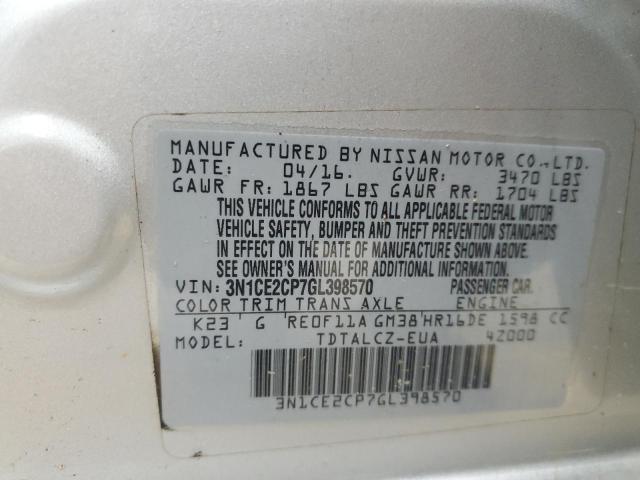 MANUFACTURED BY NISSAN MOTOR CO.,LTD.
DATE: 04/16. GVWR: 3470 LBS
GAWR FR: 1867 LBS GAWR RR: 1704 LBS
THIS VEHICLE CONFORMS TO ALL APPLICABLE FEDERAL MOTOR
VEHICLE SAFETY, BUMPER AND THEFT PREVENTION STANDARDS
IN EFFECT ON THE DATE OF MANUFACTURE SHOWN ABOVE.
SEE OWNER'S MANUAL FOR ADDITIONAL INFORMATION.
VIN: 3N1CE2CP7GL398570 PASSENGER CAR.
COLOR TRIM TRANS AXLE ENGINE
K23 G RE0F11A GM38 HR16DE 1598 CC
MODEL: TDTALCZ-EUA 4Z000
3N1CE2CP7GL398570